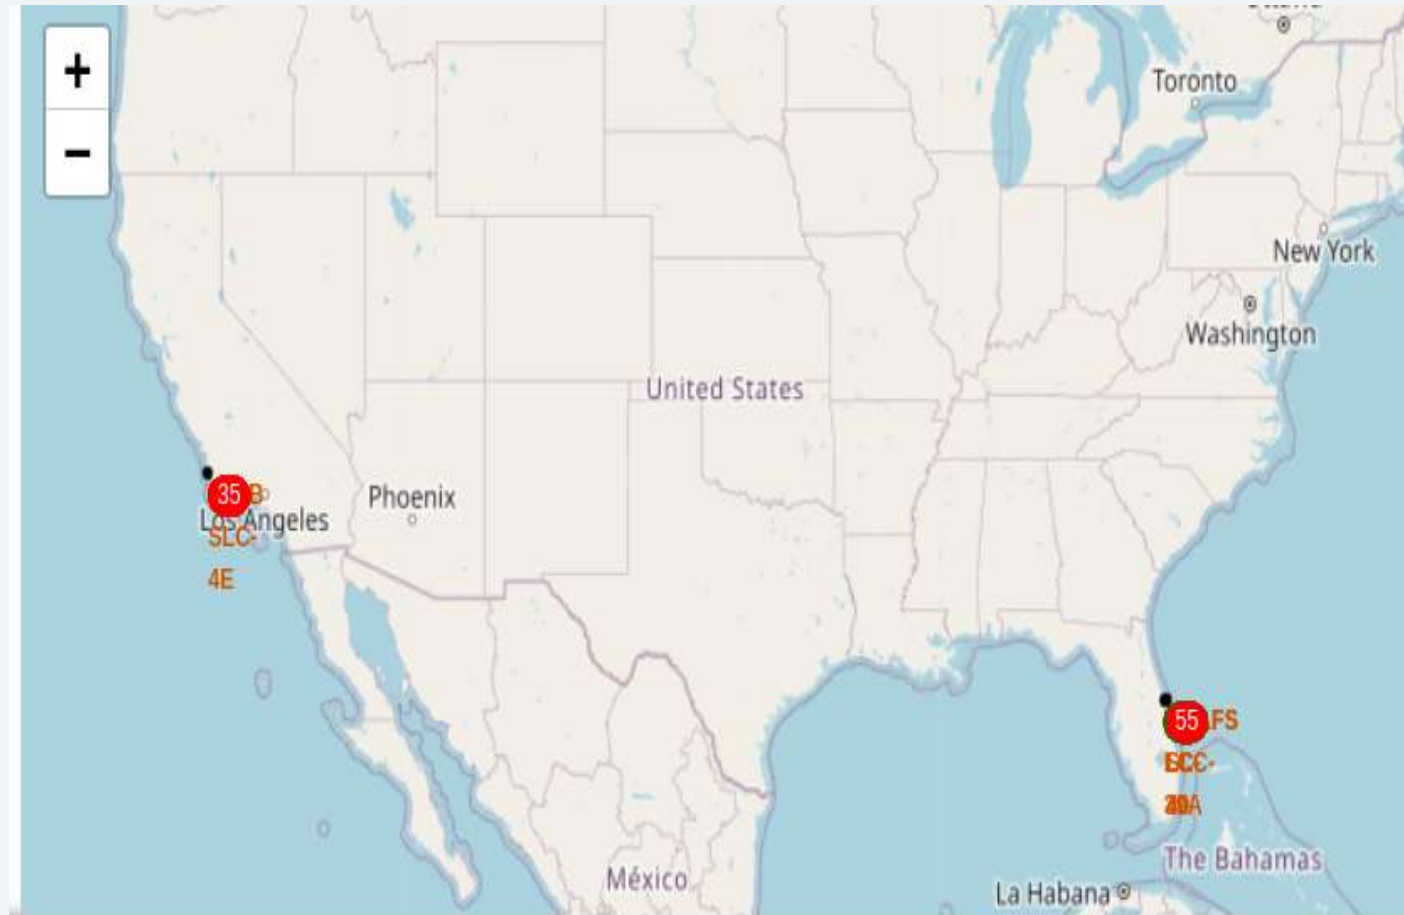 +
−
Toronto
New York
Washington
United States
35
B
Phoenix
Los Angeles
SLC-
4E
55
FS
The Bahamas
México
La Habana